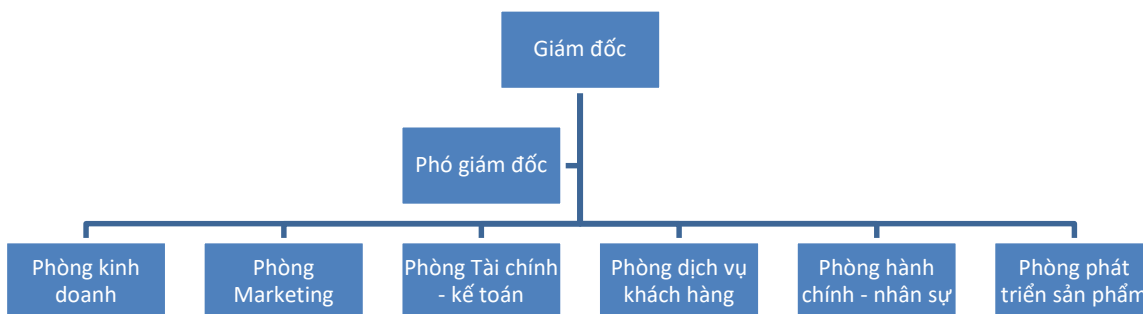 Giám đốc
Phó giám đốc
Phòng kinh
doanh
Phòng
Marketing
Phòng Tài chính
- kế toán
Phòng dịch vụ
khách hàng
Phòng hành
chính - nhân sự
Phòng phát
triển sản phẩm